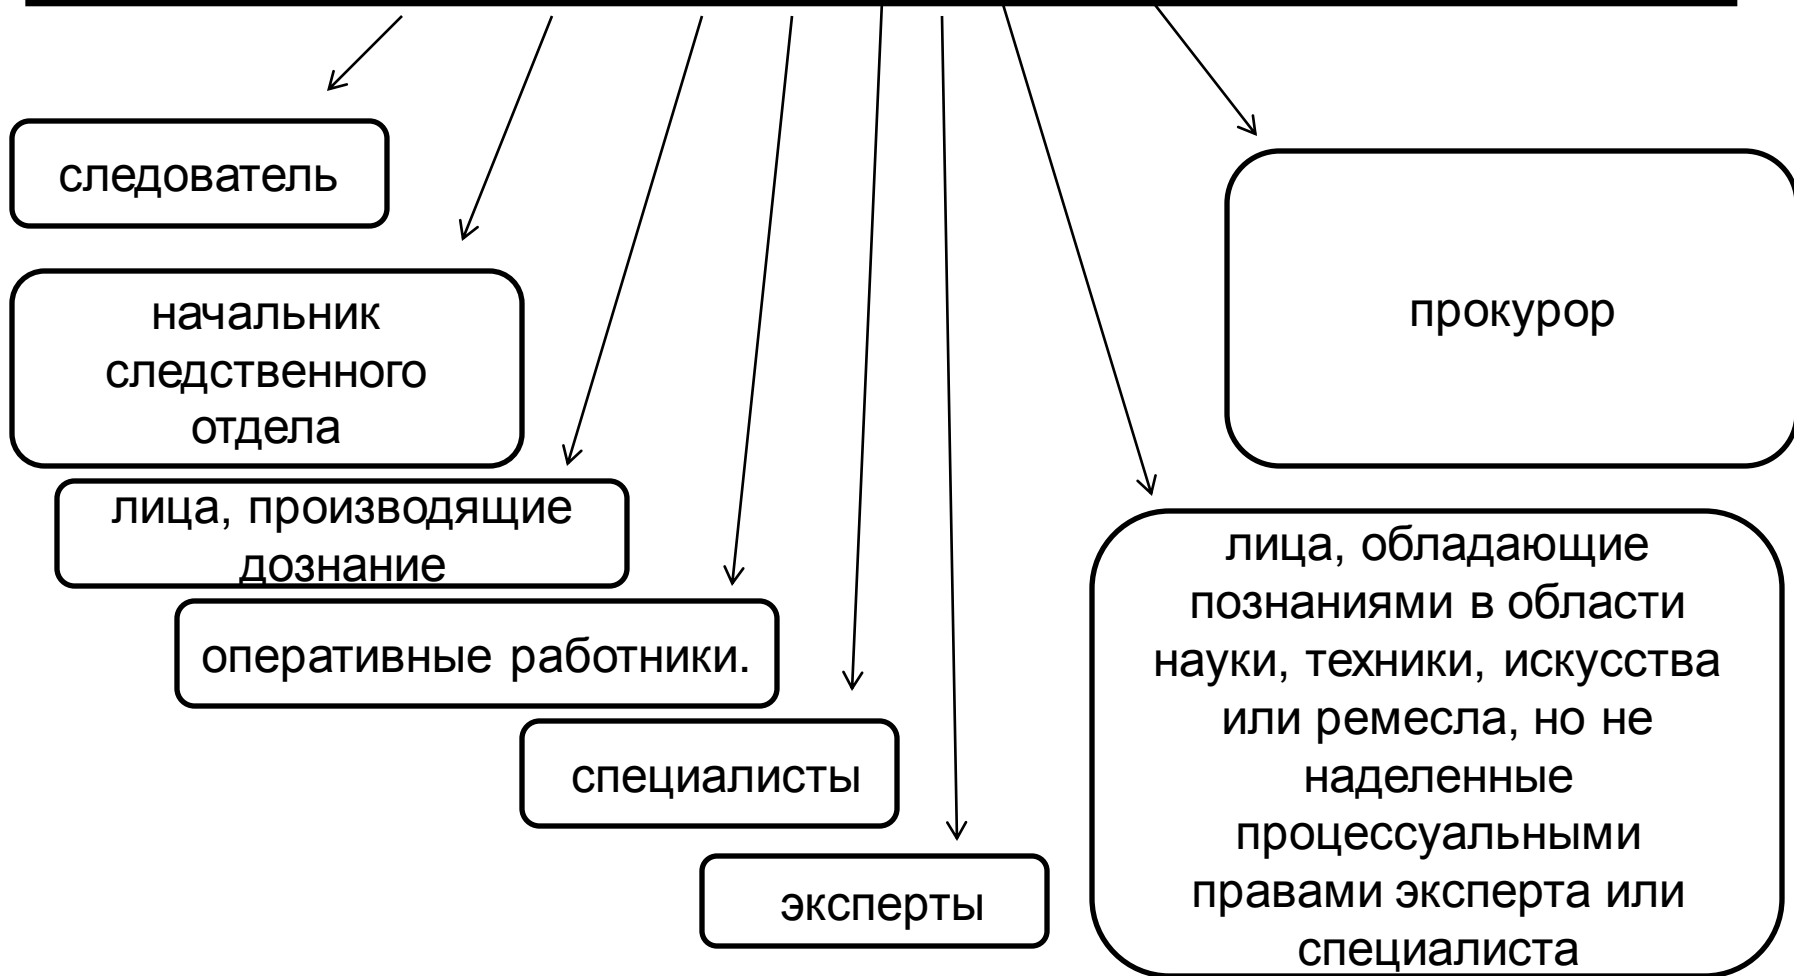 следователь
начальник
следственного
отдела
лица, производящие
дознание
оперативные работники.
специалисты
эксперты
прокурор
лица, обладающие
познаниями в области
науки, техники, искусства
или ремесла, но не
наделенные
процессуальными
правами эксперта или
специалиста